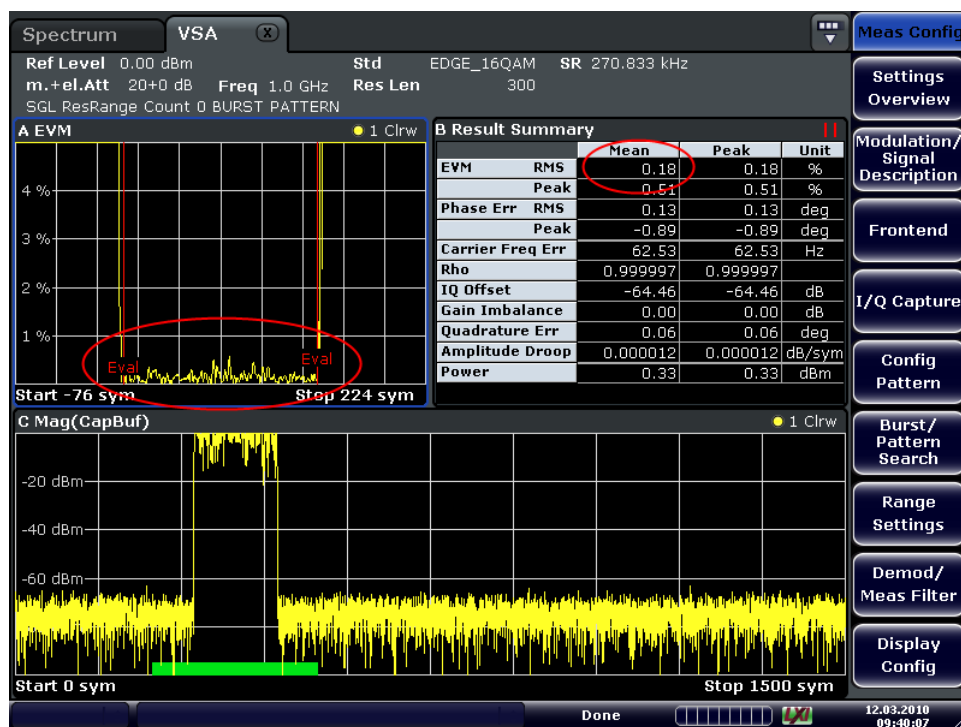 Spectrum VSA X
Meas Config
Ref Level 0.00 dBm Std EDGE_16QAM SR 270.833 kHz
m.+el.Att 20+0 dB Freq 1.0 GHz Res Len 300
SGL ResRange Count 0 BURST PATTERN
Settings
Overview
A EVM 1 Clrw
4 %
3 %
2 %
1 %
Eval Eval
Start -76 sym Stop 224 sym
B Result Summary
Mean Peak Unit
EVM RMS 0.18 0.18 %
Peak 0.51 0.51 %
Phase Err RMS 0.13 0.13 deg
Peak -0.89 -0.89 deg
Carrier Freq Err 62.53 62.53 Hz
Rho 0.999997 0.999997
IQ Offset -64.46 -64.46 dB
Gain Imbalance 0.00 0.00 dB
Quadrature Err 0.06 0.06 deg
Amplitude Droop 0.000012 0.000012 dB/sym
Power 0.33 0.33 dBm
Modulation/
Signal
Description
Frontend
I/Q Capture
Config
Pattern
C Mag(CapBuf) 1 Clrw
-20 dBm
-40 dBm
-60 dBm
Start 0 sym Stop 1500 sym
Burst/
Pattern
Search
Range
Settings
Demod/
Meas Filter
Display
Config
Done LXI
12.03.2010
09:40:07